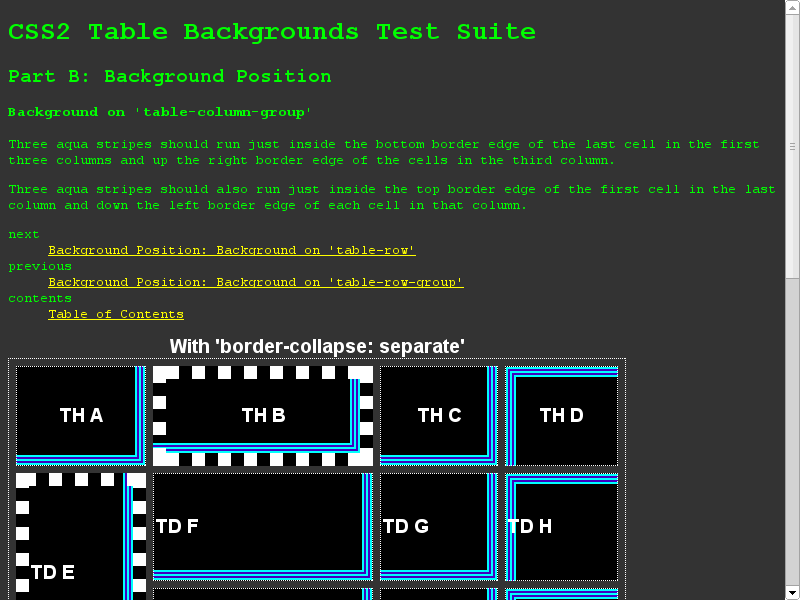 CSS2 Table Backgrounds Test Suite
Part B: Background Position
Background on 'table-column-group'
Three aqua stripes should run just inside the bottom border edge of the last cell in the first
three columns and up the right border edge of the cells in the third column.
Three aqua stripes should also run just inside the top border edge of the first cell in the last
column and down the left border edge of each cell in that column.
next
Background Position: Background on 'table-row'
previous
Background Position: Background on 'table-row-group'
contents
Table of Contents
With 'border-collapse: separate'
TH A TH B TH C TH D
TD F TD G TD H
TD E